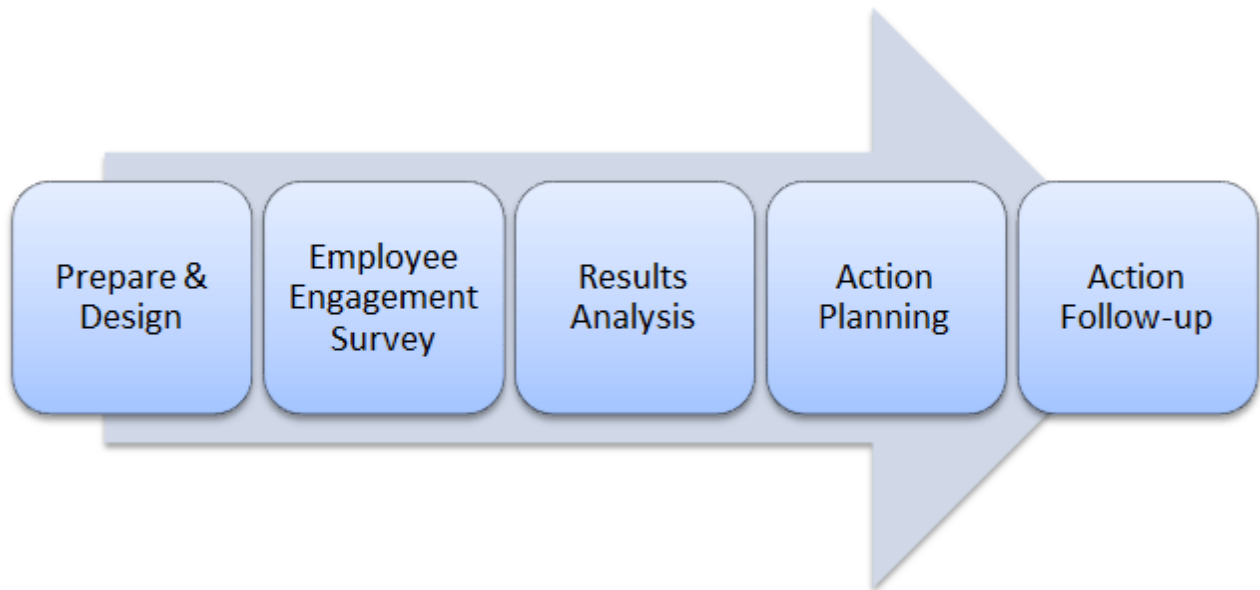 Prepare &
Design
Employee
Engagement
Survey
Results
Analysis
Action
Planning
Action
Follow-up